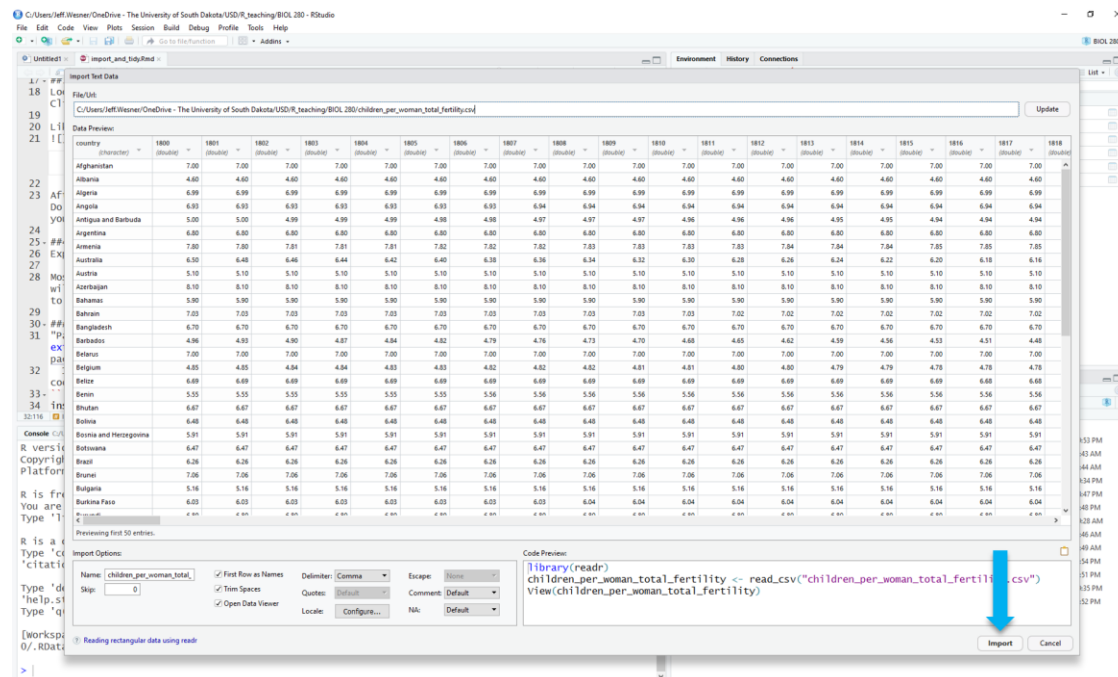 C:/Users/Jeff.Wesner/OneDrive - The University of South Dakota/USD/R_teaching/BIOL 280 - RStudio
File Edit Code View Plots Session Build Debug Profile Tools Help
Go to file/function Addins BIOL 280
Untitled1 import_and_tidy.Rmd Environment History Connections
Import Text Data
List
File/Url:
C:/Users/Jeff.Wesner/OneDrive - The University of South Dakota/USD/R_teaching/BIOL 280/children_per_woman_total_fertility.csv Update
Data Preview:
country 1800 1801 1802 1803 1804 1805 1806 1807 1808 1809 1810 1811 1812 1813 1814 1815 1816 1817 1818
(character) (double) (double) (double) (double) (double) (double) (double) (double) (double) (double) (double) (double) (double) (double) (double) (double) (double) (double) (double)
Afghanistan 7.00 7.00 7.00 7.00 7.00 7.00 7.00 7.00 7.00 7.00 7.00 7.00 7.00 7.00 7.00 7.00 7.00 7.00
Albania 4.60 4.60 4.60 4.60 4.60 4.60 4.60 4.60 4.60 4.60 4.60 4.60 4.60 4.60 4.60 4.60 4.60 4.60
Algeria 6.99 6.99 6.99 6.99 6.99 6.99 6.99 6.99 6.99 6.99 6.99 6.99 6.99 6.99 6.99 6.99 6.99 6.99
Angola 6.93 6.93 6.93 6.93 6.93 6.93 6.93 6.94 6.94 6.94 6.94 6.94 6.94 6.94 6.94 6.94 6.94 6.94
Antigua and Barbuda 5.00 5.00 4.99 4.99 4.99 4.98 4.98 4.97 4.97 4.97 4.96 4.96 4.96 4.95 4.95 4.94 4.94 4.94
Argentina 6.80 6.80 6.80 6.80 6.80 6.80 6.80 6.80 6.80 6.80 6.80 6.80 6.80 6.80 6.80 6.80 6.80 6.80
Armenia 7.80 7.80 7.81 7.81 7.81 7.82 7.82 7.82 7.83 7.83 7.83 7.83 7.84 7.84 7.84 7.85 7.85 7.85
Australia 6.50 6.48 6.46 6.44 6.42 6.40 6.38 6.36 6.34 6.32 6.30 6.28 6.26 6.24 6.22 6.20 6.18 6.16
Austria 5.10 5.10 5.10 5.10 5.10 5.10 5.10 5.10 5.10 5.10 5.10 5.10 5.10 5.10 5.10 5.10 5.10 5.10
Azerbaijan 8.10 8.10 8.10 8.10 8.10 8.10 8.10 8.10 8.10 8.10 8.10 8.10 8.10 8.10 8.10 8.10 8.10 8.10
Bahamas 5.90 5.90 5.90 5.90 5.90 5.90 5.90 5.90 5.90 5.90 5.90 5.90 5.90 5.90 5.90 5.90 5.90 5.90
Bahrain 7.03 7.03 7.03 7.03 7.03 7.03 7.03 7.03 7.03 7.03 7.03 7.02 7.02 7.02 7.02 7.02 7.02 7.02
Bangladesh 6.70 6.70 6.70 6.70 6.70 6.70 6.70 6.70 6.70 6.70 6.70 6.70 6.70 6.70 6.70 6.70 6.70 6.70
Barbados 4.96 4.93 4.90 4.87 4.84 4.82 4.79 4.76 4.73 4.70 4.68 4.65 4.62 4.59 4.56 4.53 4.51 4.48
Belarus 7.00 7.00 7.00 7.00 7.00 7.00 7.00 7.00 7.00 7.00 7.00 7.00 7.00 7.00 7.00 7.00 7.00 7.00
Belgium 4.85 4.85 4.84 4.84 4.83 4.83 4.82 4.82 4.82 4.81 4.81 4.80 4.80 4.79 4.79 4.78 4.78 4.78
Belize 6.69 6.69 6.69 6.69 6.69 6.69 6.69 6.69 6.69 6.69 6.69 6.69 6.69 6.69 6.69 6.69 6.68 6.68
Benin 5.55 5.55 5.55 5.55 5.55 5.55 5.56 5.56 5.56 5.56 5.56 5.56 5.56 5.56 5.56 5.56 5.56 5.56
Bhutan 6.67 6.67 6.67 6.67 6.67 6.67 6.67 6.67 6.67 6.67 6.67 6.67 6.67 6.67 6.67 6.67 6.67 6.67
Bolivia 6.48 6.48 6.48 6.48 6.48 6.48 6.48 6.48 6.48 6.48 6.48 6.48 6.48 6.48 6.48 6.48 6.48 6.48
Bosnia and Herzegovina 5.91 5.91 5.91 5.91 5.91 5.91 5.91 5.91 5.91 5.91 5.91 5.91 5.91 5.91 5.91 5.91 5.91 5.91
Botswana 6.47 6.47 6.47 6.47 6.47 6.47 6.47 6.47 6.47 6.47 6.47 6.47 6.47 6.47 6.47 6.47 6.47 6.47
Brazil 6.26 6.26 6.26 6.26 6.26 6.26 6.26 6.26 6.26 6.26 6.26 6.26 6.26 6.26 6.26 6.26 6.26 6.26
Brunei 7.06 7.06 7.06 7.06 7.06 7.06 7.06 7.06 7.06 7.06 7.06 7.06 7.06 7.06 7.06 7.06 7.06 7.06
Bulgaria 5.16 5.16 5.16 5.16 5.16 5.16 5.16 5.16 5.16 5.16 5.16 5.16 5.16 5.16 5.16 5.16 5.16 5.16
Burkina Faso 6.03 6.03 6.03 6.03 6.03 6.03 6.03 6.03 6.04 6.04 6.04 6.04 6.04 6.04 6.04 6.04 6.04 6.04
Previewing first 50 entries.
Import Options: Code Preview:
Name: children_per_woman_total_ First Row as Names Delimiter: Comma Escape: None
Skip: 0 Trim Spaces Quotes: Default Comment: Default
Open Data Viewer Locale: Configure... NA: Default
library(readr)
children_per_woman_total_fertility <- read_csv("children_per_woman_total_fertility.csv")
View(children_per_woman_total_fertility)
Reading rectangular data using readr Import Cancel
18 Lo
19
20 Li
21 ![
22
23 Af
Do
yo
24
25 - ##
26 Ex
27
28 Mo
wi
to
29
30 - ##
31 "P
ex
pa
32
co
33 -
34 in
32:116
Console
R versi
Copyrigh
Platfor
R is fre
You are
Type 'l
R is a c
Type 'co
'citatio
Type 'de
'help.st
Type 'q
[Workspa
0/.RData
>